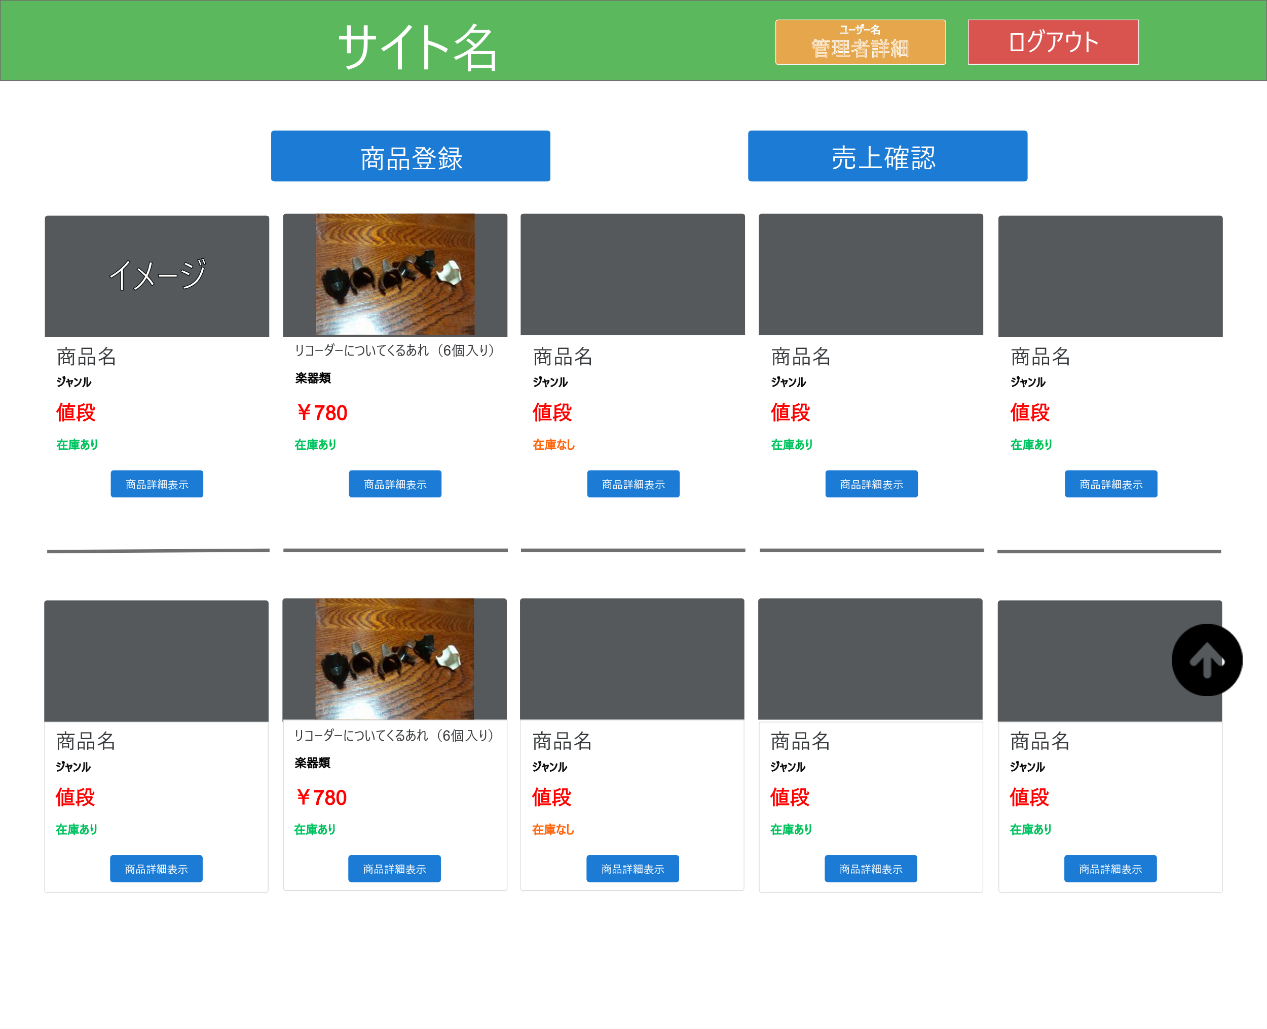 サイト名
ユーザー名
管理者詳細
ログアウト
商品登録
売上確認
イメージ
商品名
ジャンル
値段
在庫あり
商品詳細表示
リコーダーについてくるあれ（6個入り）
楽器類
￥780
在庫あり
商品詳細表示
商品名
ジャンル
値段
在庫なし
商品詳細表示
商品名
ジャンル
値段
在庫あり
商品詳細表示
商品名
ジャンル
値段
在庫あり
商品詳細表示
商品名
ジャンル
値段
在庫あり
商品詳細表示
リコーダーについてくるあれ（6個入り）
楽器類
￥780
在庫あり
商品詳細表示
商品名
ジャンル
値段
在庫なし
商品詳細表示
商品名
ジャンル
値段
在庫あり
商品詳細表示
商品名
ジャンル
値段
在庫あり
商品詳細表示